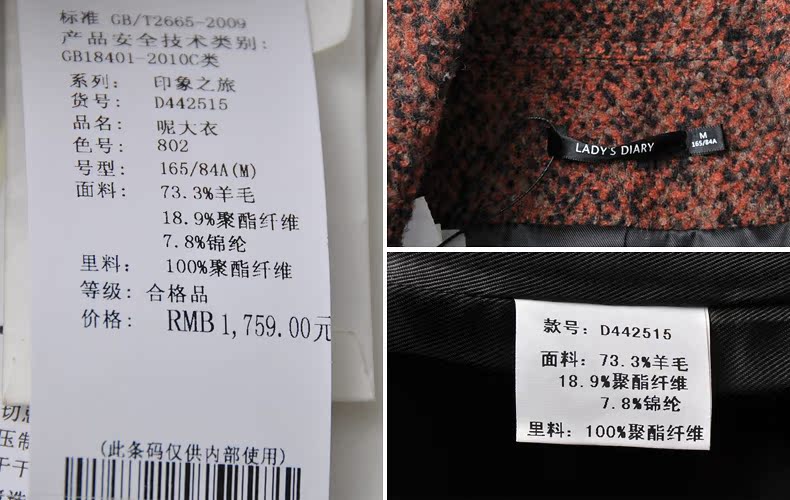 标准 GB/T2665-2009
产品安全技术类别:
GB18401-2010C类
系列: 印象之旅
货号: D442515
品名: 呢大衣
色号: 802
号型: 165/84A(M)
面料: 73.3%羊毛
18.9%聚酯纤维
7.8%锦纶
里料: 100%聚酯纤维
等级: 合格品
价格: RMB 1,759.00元
(此条码仅供内部使用)
切
压制
干干
LADY'S DIARY
M
165/84A
款号: D442515
面料: 73.3%羊毛
18.9%聚酯纤维
7.8%锦纶
里料: 100%聚酯纤维